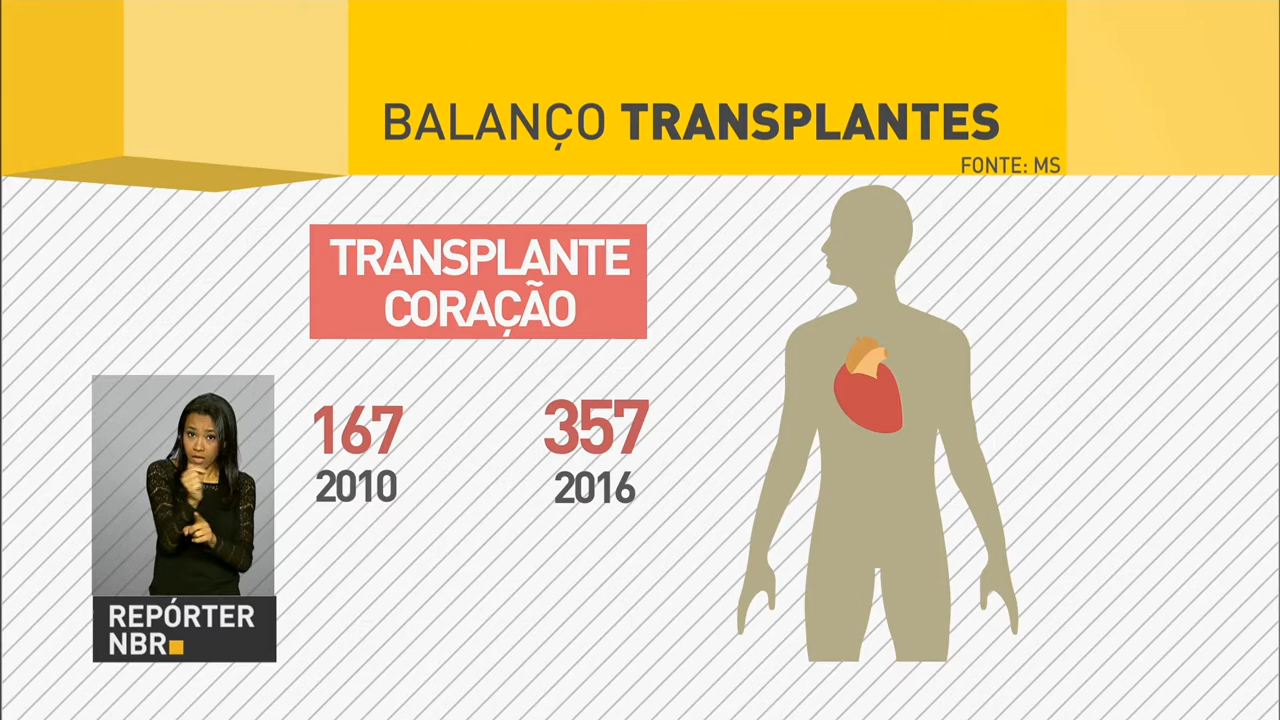 BALANÇO TRANSPLANTES
FONTE: MS
TRANSPLANTE
CORAÇÃO
167
2010
357
2016
REPÓRTER
NBR